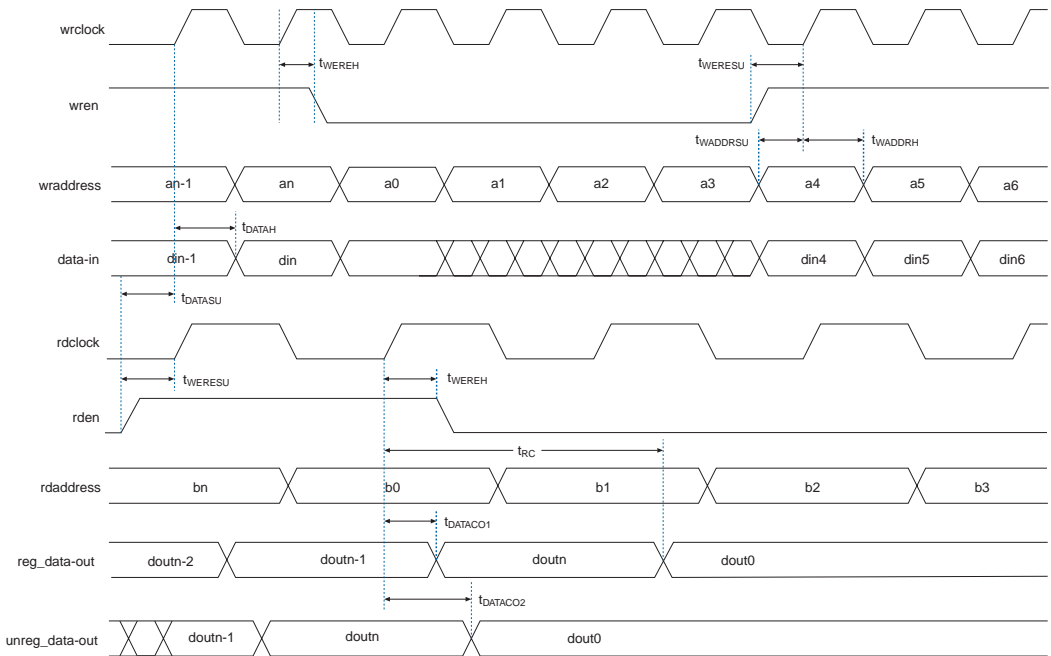 wrclock
tWEREH tWERESU
wren
tWADDRSU tWADDRH
wraddress an-1 an a0 a1 a2 a3 a4 a5 a6
tDATAH
data-in din-1 din din4 din5 din6
tDATASU
rdclock
tWERESU tWEREH
rden
tRC
rdaddress bn b0 b1 b2 b3
tDATACO1
reg_data-out doutn-2 doutn-1 doutn dout0
tDATACO2
unreg_data-out doutn-1 doutn dout0